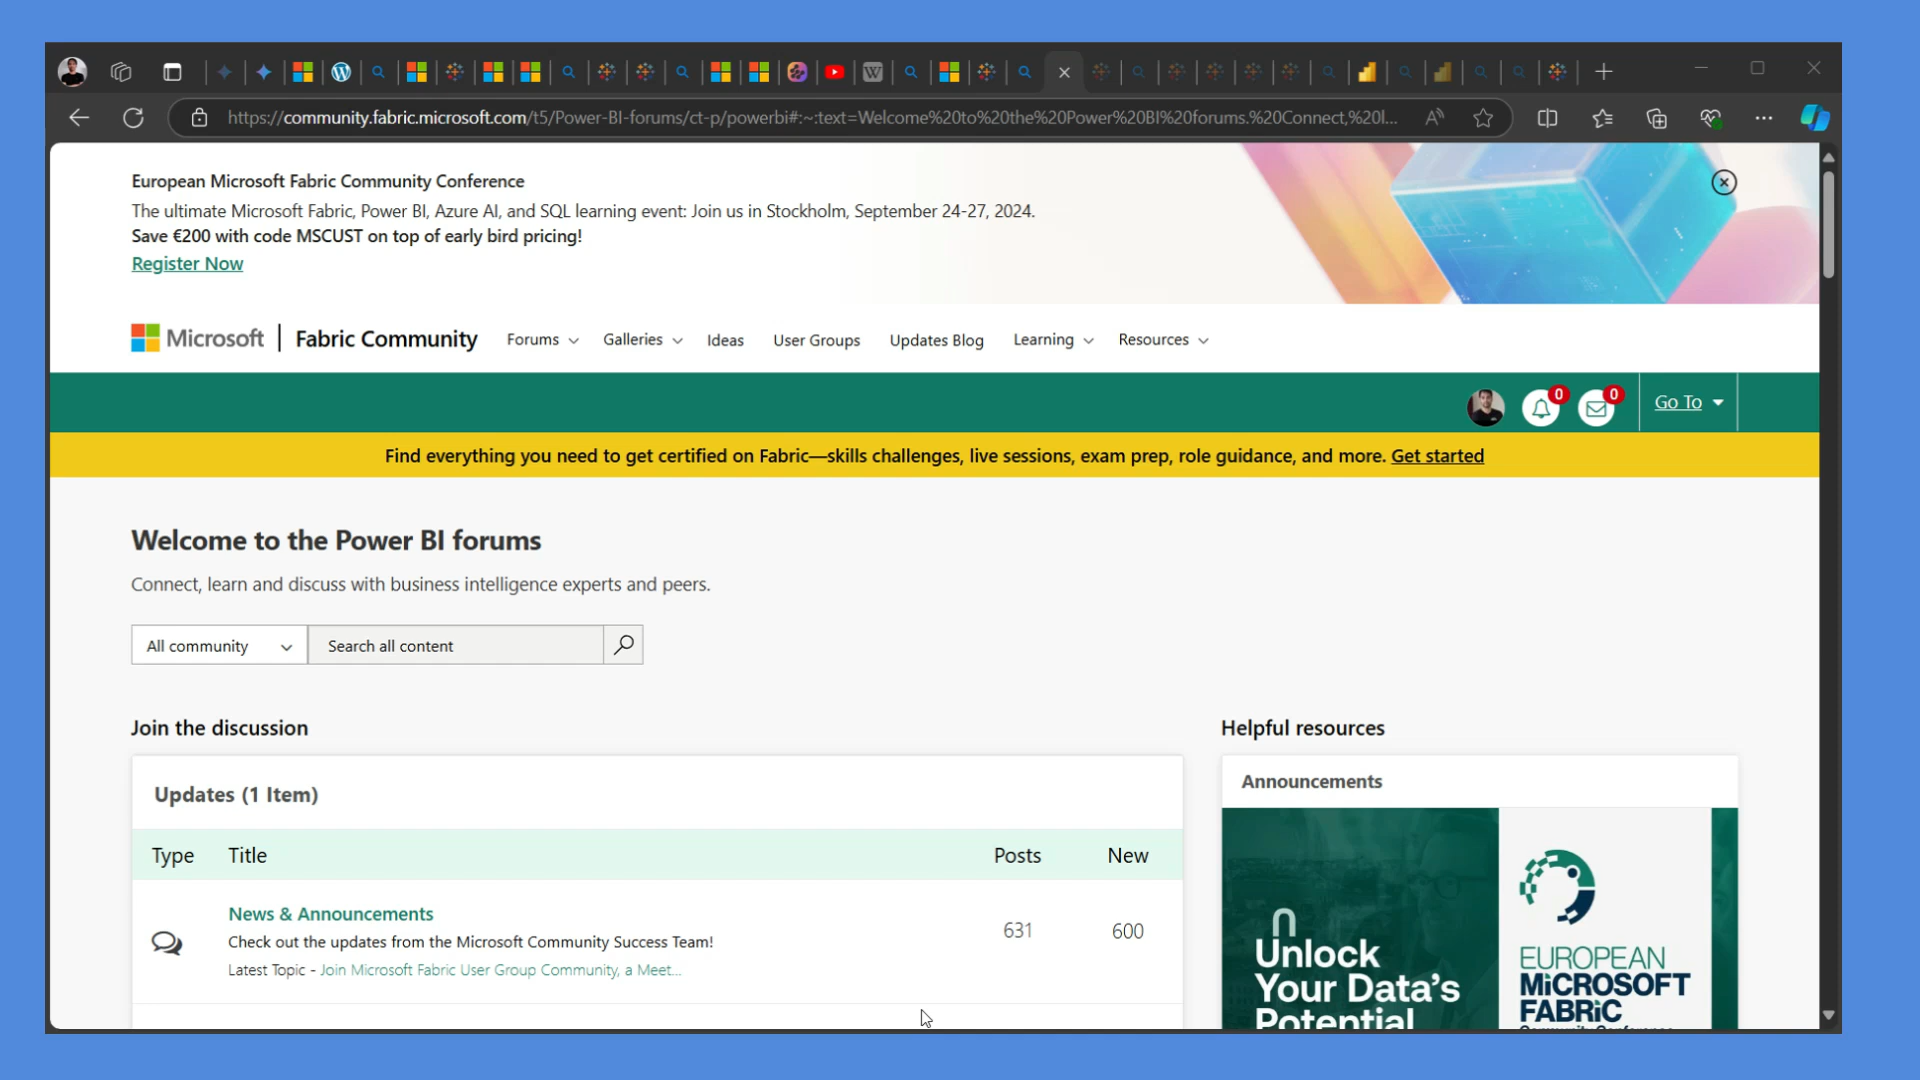 https://community.fabric.microsoft.com/t5/Power-BI-forums/ct-p/powerbi#:~:text=Welcome%20to%20the%20Power%20BI%20forums.%20Connect,%20l...
European Microsoft Fabric Community Conference
The ultimate Microsoft Fabric, Power BI, Azure AI, and SQL learning event: Join us in Stockholm, September 24-27, 2024.
Save €200 with code MSCUST on top of early bird pricing!
Register Now
Microsoft | Fabric Community Forums Galleries Ideas User Groups Updates Blog Learning Resources
0 0 Go To
Find everything you need to get certified on Fabric—skills challenges, live sessions, exam prep, role guidance, and more. Get started
Welcome to the Power BI forums
Connect, learn and discuss with business intelligence experts and peers.
All community Search all content
Join the discussion
Updates (1 Item)
Type Title Posts New
News & Announcements
Check out the updates from the Microsoft Community Success Team!
Latest Topic - Join Microsoft Fabric User Group Community, a Meet...
631 600
Helpful resources
Announcements
Unlock
Your Data's
Potential
EUROPEAN
MiCROSOFT
FABRiC